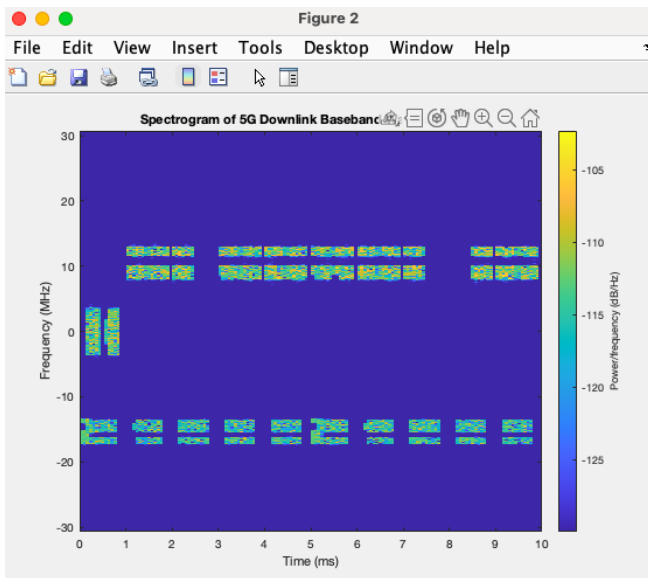 Figure 2
File Edit View Insert Tools Desktop Window Help
Spectrogram of 5G Downlink Baseband
30
20
10
0
-10
-20
-30
Frequency (MHz)
0 1 2 3 4 5 6 7 8 9 10
Time (ms)
-105
-110
-115
-120
-125
Power/frequency (dB/Hz)